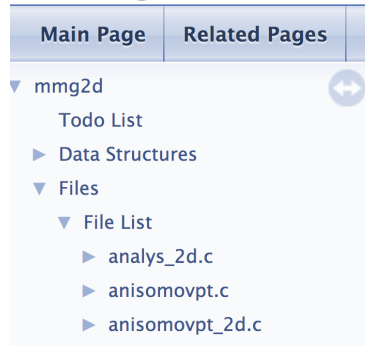 Main Page Related Pages
mmg2d
Todo List
Data Structures
Files
File List
analys_2d.c
anisomovpt.c
anisomovpt_2d.c